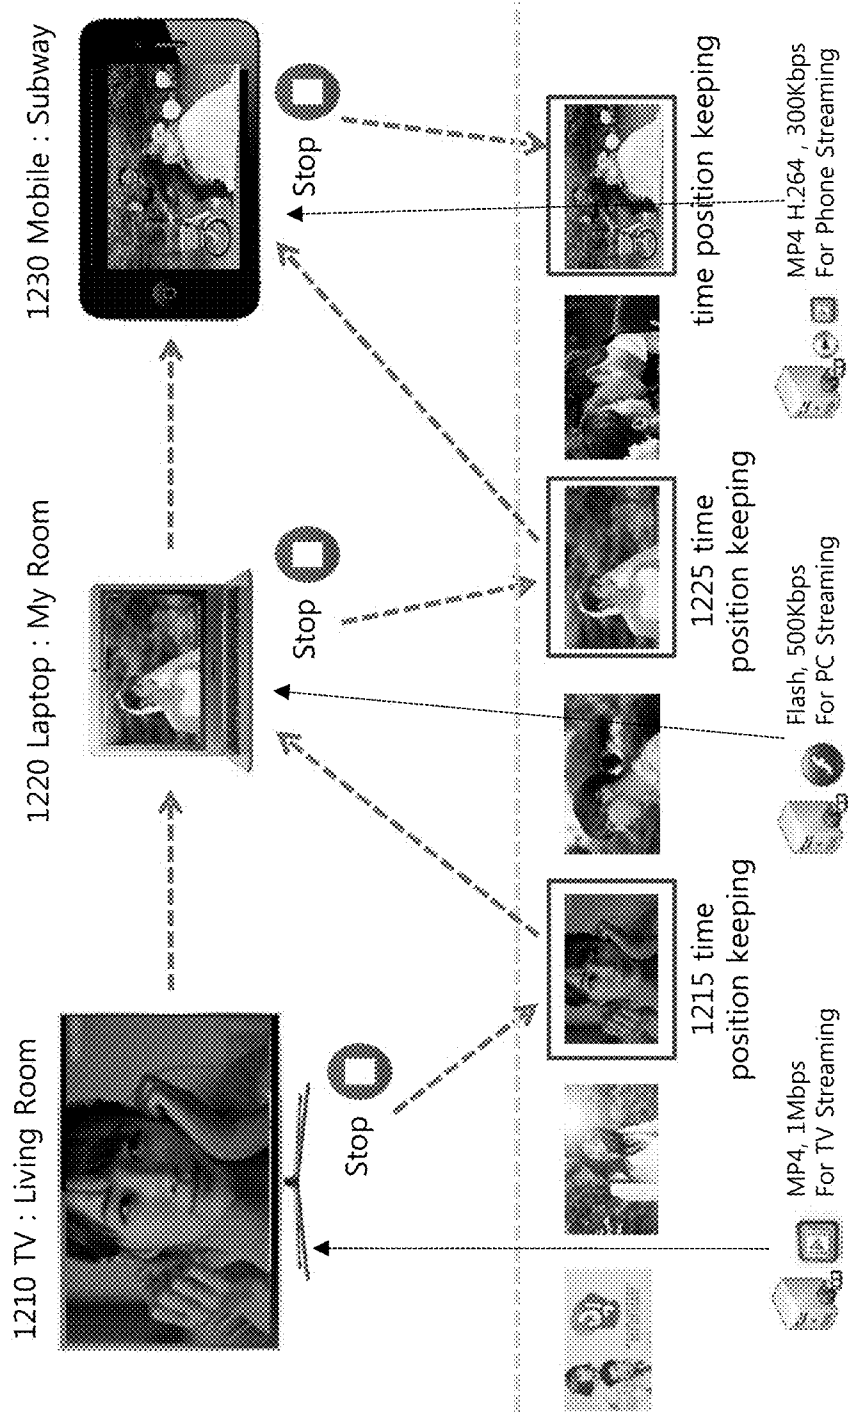 1210 TV : Living Room
1220 Laptop : My Room
1230 Mobile : Subway
Stop
Stop
Stop
1215 time
position keeping
1225 time
position keeping
time position keeping
MP4, 1Mbps
For TV Streaming
Flash, 500Kbps
For PC Streaming
MP4 H.264 , 300Kbps
For Phone Streaming